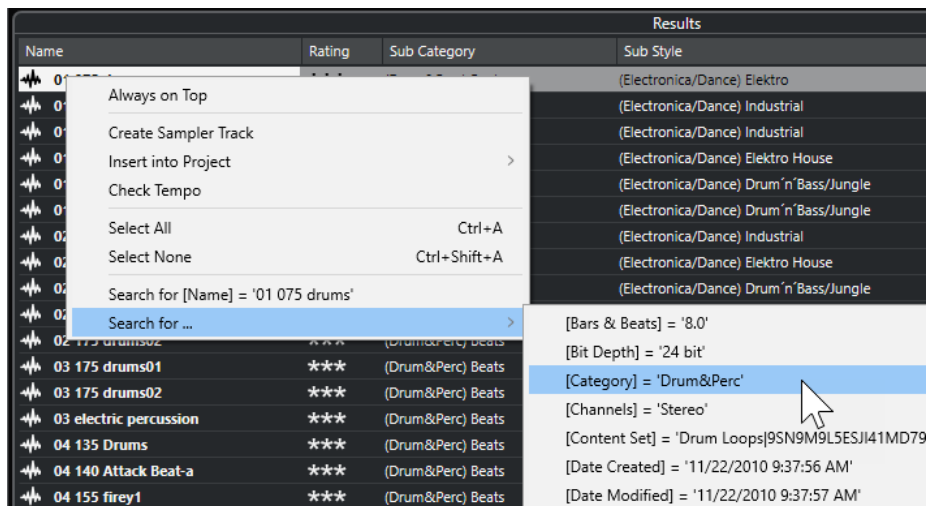 Results
Name Rating Sub Category Sub Style
01 (Electronica/Dance) Elektro
Always on Top
(Electronica/Dance) Industrial
Create Sampler Track
(Electronica/Dance) Industrial
Insert into Project
(Electronica/Dance) Elektro House
Check Tempo
(Electronica/Dance) Drum´n´Bass/Jungle
(Electronica/Dance) Drum´n´Bass/Jungle
Select All Ctrl+A
(Electronica/Dance) Industrial
Select None Ctrl+Shift+A
(Electronica/Dance) Elektro House
Search for [Name] = '01 075 drums'
(Electronica/Dance) Drum´n´Bass/Jungle
Search for ...
[Bars & Beats] = '8.0'
02 175 drums02 *** (Drum&Perc) Beats
[Bit Depth] = '24 bit'
03 175 drums01 *** (Drum&Perc) Beats
[Category] = 'Drum&Perc'
03 175 drums02 *** (Drum&Perc) Beats
[Channels] = 'Stereo'
03 electric percussion *** (Drum&Perc) Beats
[Content Set] = 'Drum Loops|9SN9M9L5ESJI41MD79
04 135 Drums *** (Drum&Perc) Beats
[Date Created] = '11/22/2010 9:37:56 AM'
04 140 Attack Beat-a *** (Drum&Perc) Beats
[Date Modified] = '11/22/2010 9:37:57 AM'
04 155 firey1 *** (Drum&Perc) Beats